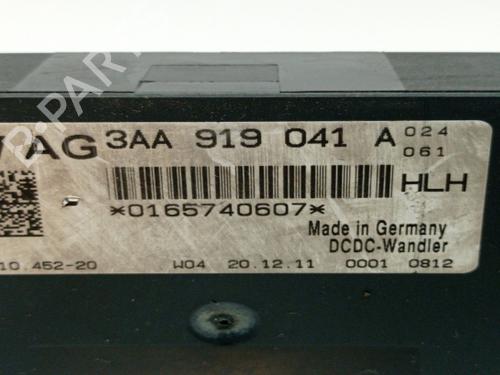 VAG 3AA 919 041 A 024
061
HLH
*0165740607*
Made in Germany
DCDC-Wandler
10.452-20 W04 20.12.11 0001 0812